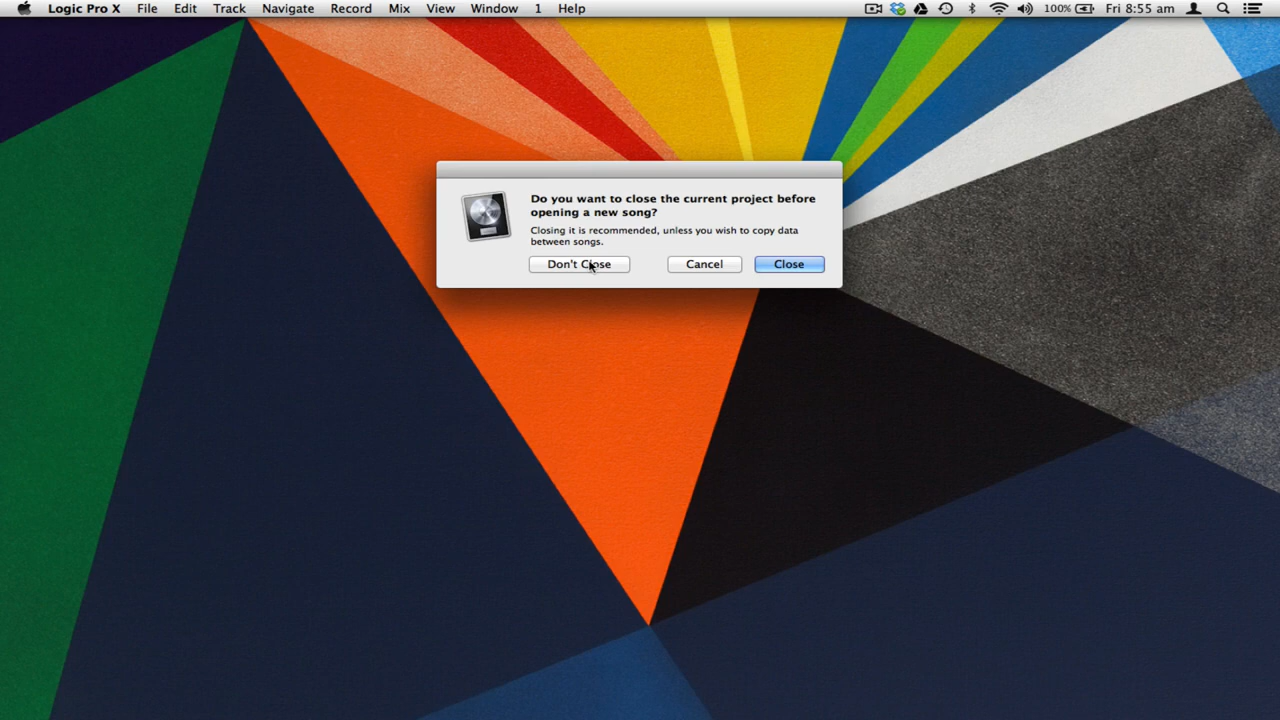 Logic Pro X File Edit Track Navigate Record Mix View Window 1 Help 100% Fri 8:55 am
Do you want to close the current project before
opening a new song?
Closing it is recommended, unless you wish to copy data
between songs.
Don't Close Cancel Close